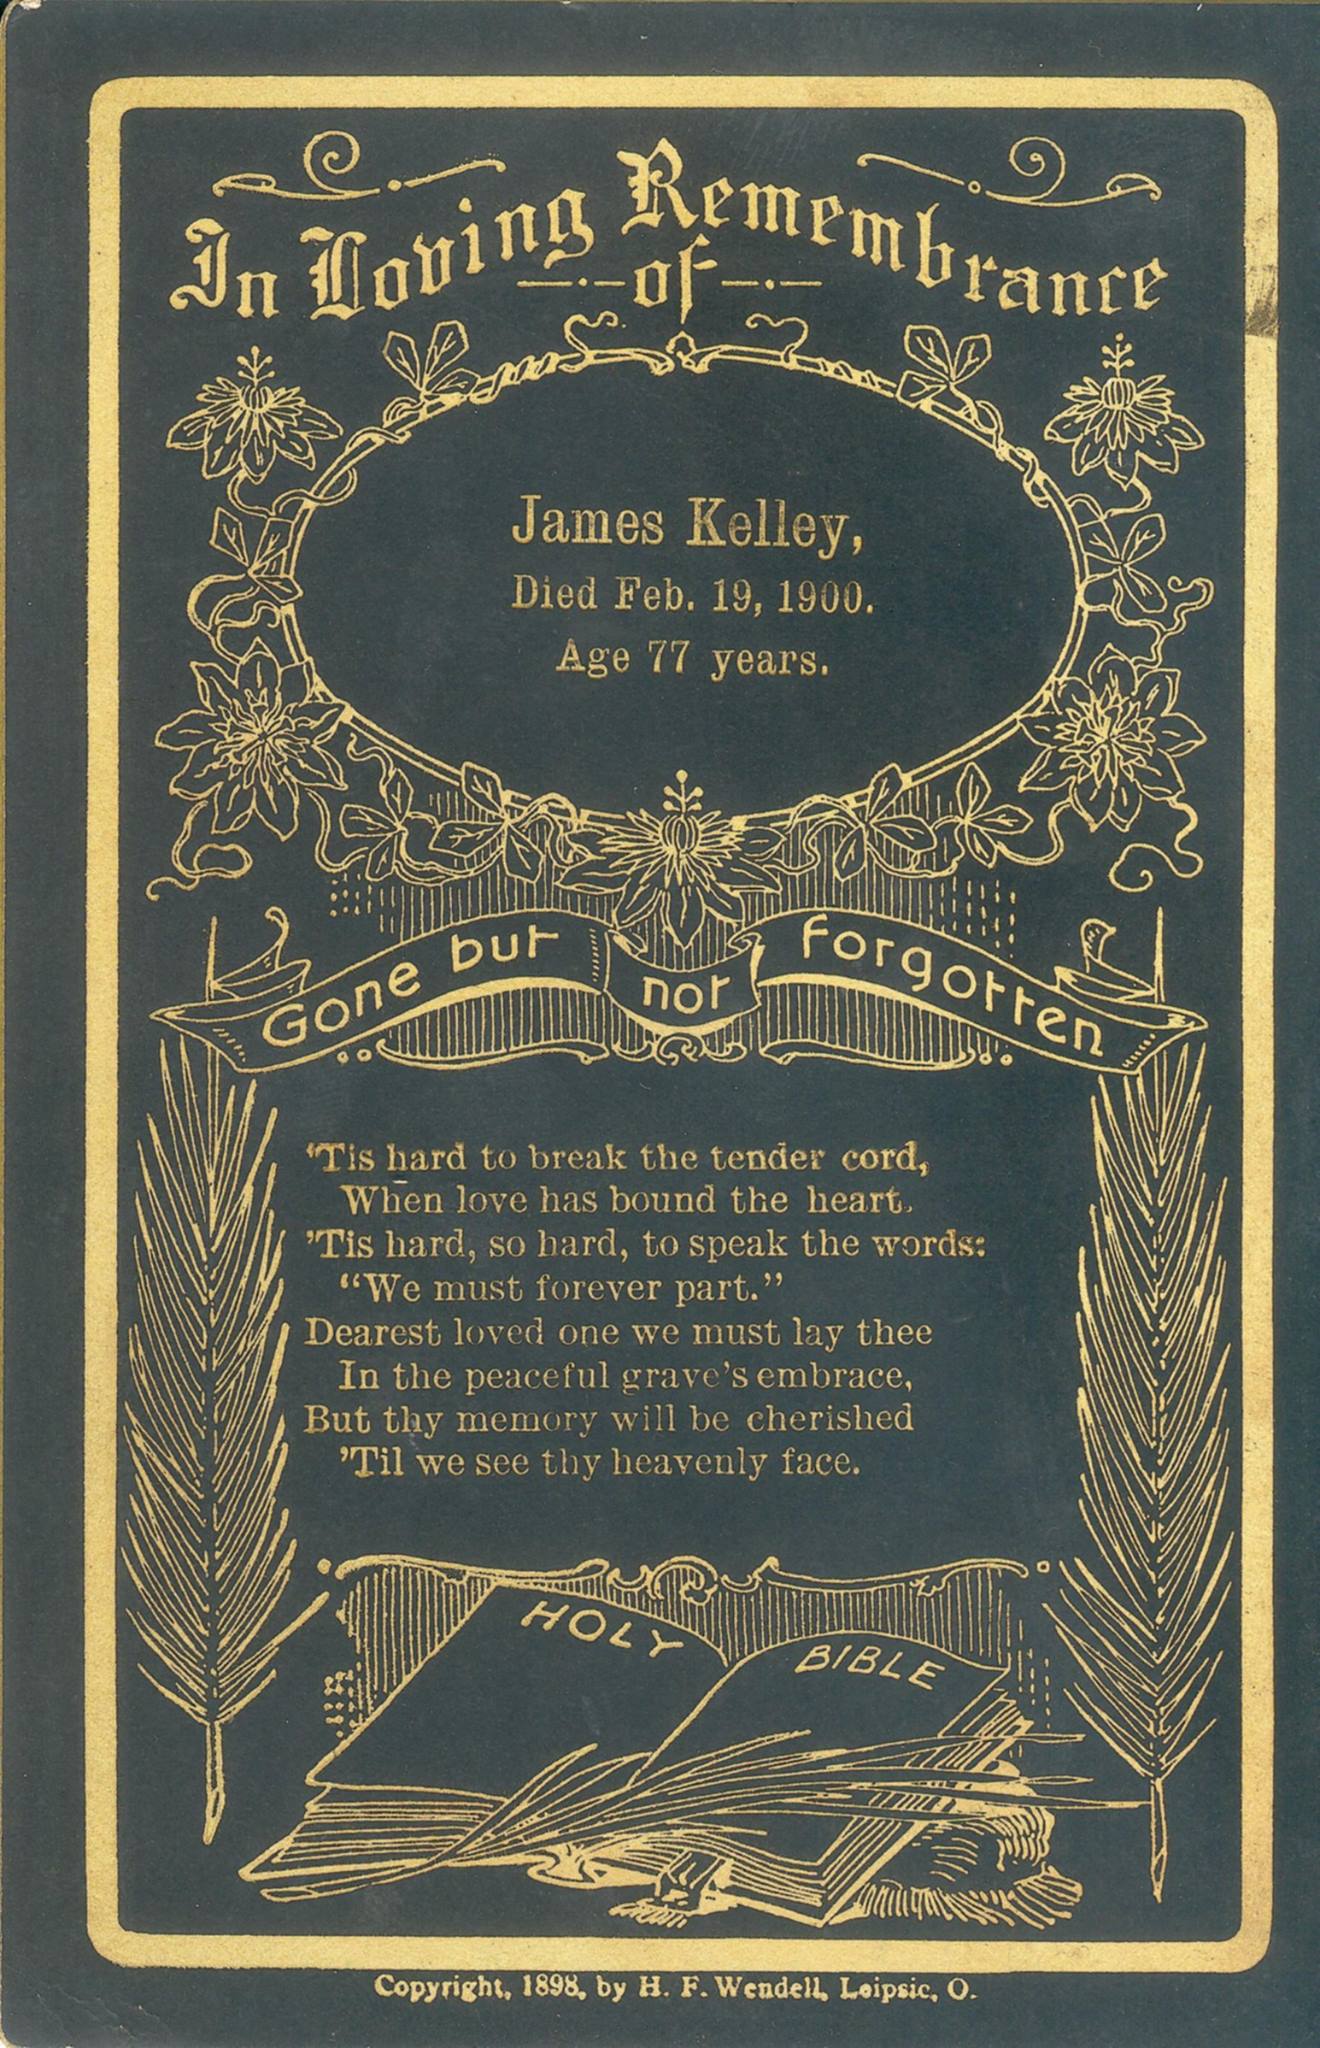 In Loving Remembrance
of
James Kelley,
Died Feb. 19, 1900.
Age 77 years.
Gone but not forgotten
'Tis hard to break the tender cord,
When love has bound the heart.
'Tis hard, so hard, to speak the words:
"We must forever part."
Dearest loved one we must lay thee
In the peaceful grave's embrace,
But thy memory will be cherished
'Til we see thy heavenly face.
HOLY BIBLE
Copyright, 1898, by H. F. Wendell, Leipsic, O.